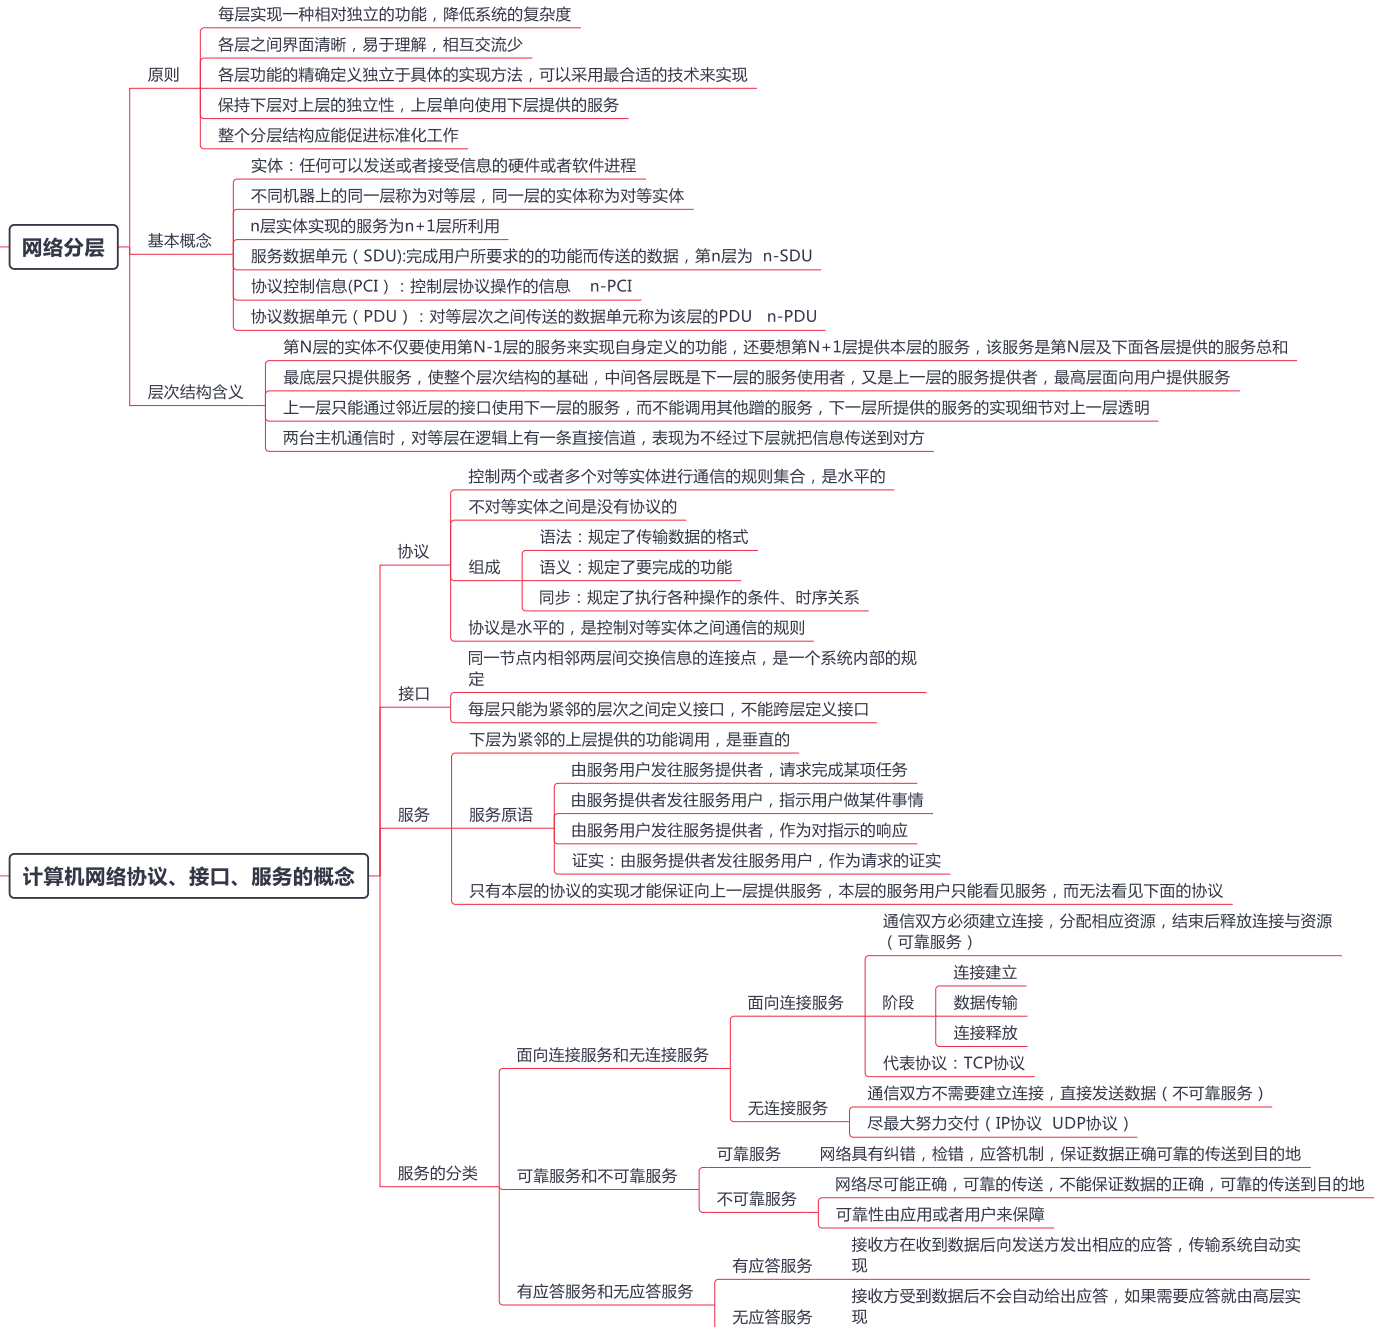 每层实现一种相对独立的功能，降低系统的复杂度
各层之间界面清晰，易于理解，相互交流少
原则
各层功能的精确定义独立于具体的实现方法，可以采用最合适的技术来实现
保持下层对上层的独立性，上层单向使用下层提供的服务
整个分层结构应能促进标准化工作
实体：任何可以发送或者接受信息的硬件或者软件进程
不同机器上的同一层称为对等层，同一层的实体称为对等实体
n层实体实现的服务为n+1层所利用
网络分层
基本概念
服务数据单元（SDU):完成用户所要求的的功能而传送的数据，第n层为 n-SDU
协议控制信息(PCI）：控制层协议操作的信息 n-PCI
协议数据单元（PDU）：对等层次之间传送的数据单元称为该层的PDU n-PDU
第N层的实体不仅要使用第N-1层的服务来实现自身定义的功能，还要想第N+1层提供本层的服务，该服务是第N层及下面各层提供的服务总和
最底层只提供服务，使整个层次结构的基础，中间各层既是下一层的服务使用者，又是上一层的服务提供者，最高层面向用户提供服务
层次结构含义
上一层只能通过邻近层的接口使用下一层的服务，而不能调用其他蹭的服务，下一层所提供的服务的实现细节对上一层透明
两台主机通信时，对等层在逻辑上有一条直接信道，表现为不经过下层就把信息传送到对方
控制两个或者多个对等实体进行通信的规则集合，是水平的
不对等实体之间是没有协议的
协议
语法：规定了传输数据的格式
组成
语义：规定了要完成的功能
同步：规定了执行各种操作的条件、时序关系
协议是水平的，是控制对等实体之间通信的规则
同一节点内相邻两层间交换信息的连接点，是一个系统内部的规
定
接口
每层只能为紧邻的层次之间定义接口，不能跨层定义接口
下层为紧邻的上层提供的功能调用，是垂直的
由服务用户发往服务提供者，请求完成某项任务
由服务提供者发往服务用户，指示用户做某件事情
服务
服务原语
由服务用户发往服务提供者，作为对指示的响应
证实：由服务提供者发往服务用户，作为请求的证实
计算机网络协议、接口、服务的概念
只有本层的协议的实现才能保证向上一层提供服务，本层的服务用户只能看见服务，而无法看见下面的协议
通信双方必须建立连接，分配相应资源，结束后释放连接与资源
（可靠服务）
连接建立
面向连接服务
阶段
数据传输
连接释放
面向连接服务和无连接服务
代表协议：TCP协议
通信双方不需要建立连接，直接发送数据（不可靠服务）
无连接服务
尽最大努力交付（IP协议 UDP协议）
可靠服务
网络具有纠错，检错，应答机制，保证数据正确可靠的传送到目的地
服务的分类
可靠服务和不可靠服务
网络尽可能正确，可靠的传送，不能保证数据的正确，可靠的传送到目的地
不可靠服务
可靠性由应用或者用户来保障
接收方在收到数据后向发送方发出相应的应答，传输系统自动实
现
有应答服务
有应答服务和无应答服务
接收方受到数据后不会自动给出应答，如果需要应答就由高层实
现
无应答服务